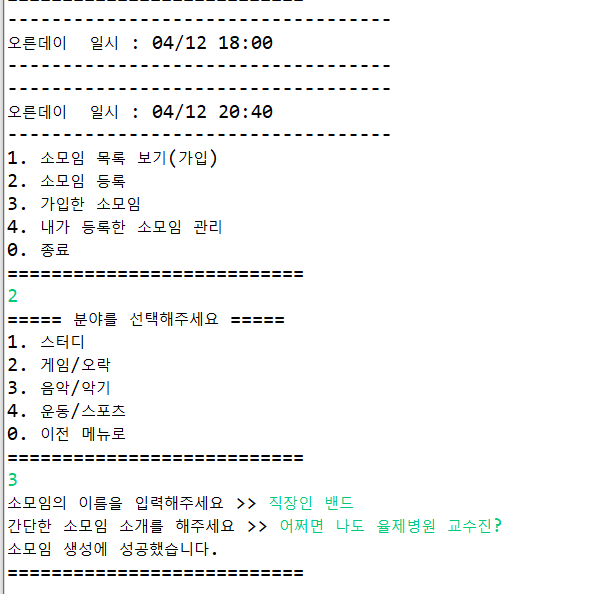 ===========================
-----------------------------------
오른데이  일시 : 04/12 18:00
-----------------------------------
-----------------------------------
오른데이  일시 : 04/12 20:40
-----------------------------------
1. 소모임 목록 보기(가입)
2. 소모임 등록
3. 가입한 소모임
4. 내가 등록한 소모임 관리
0. 종료
===========================
2
===== 분야를 선택해주세요 =====
1. 스터디
2. 게임/오락
3. 음악/악기
4. 운동/스포츠
0. 이전 메뉴로
===========================
3
소모임의 이름을 입력해주세요 >> 직장인 밴드
간단한 소모임 소개를 해주세요 >> 어쩌면 나도 율제병원 교수진?
소모임 생성에 성공했습니다.
===========================